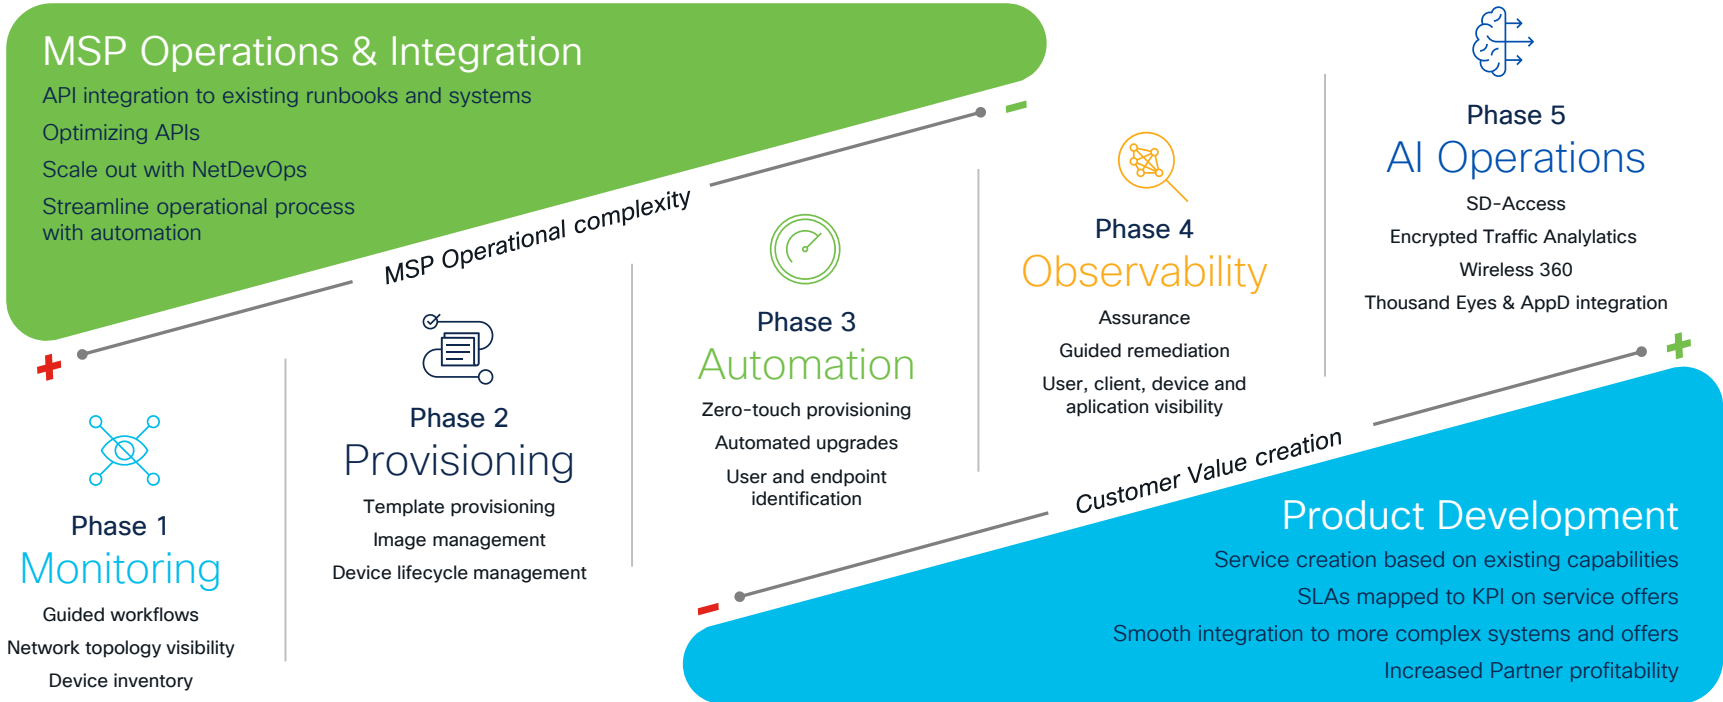 MSP Operations & Integration
API integration to existing runbooks and systems
Optimizing APIs
Scale out with NetDevOps
Streamline operational process
with automation
MSP Operational complexity
Phase 1
Monitoring
Guided workflows
Network topology visibility
Device inventory
Phase 2
Provisioning
Template provisioning
Image management
Device lifecycle management
Phase 3
Automation
Zero-touch provisioning
Automated upgrades
User and endpoint
identification
Phase 4
Observability
Assurance
Guided remediation
User, client, device and
aplication visibility
Phase 5
AI Operations
SD-Access
Encrypted Traffic Analylatics
Wireless 360
Thousand Eyes & AppD integration
Customer Value creation
Product Development
Service creation based on existing capabilities
SLAs mapped to KPI on service offers
Smooth integration to more complex systems and offers
Increased Partner profitability